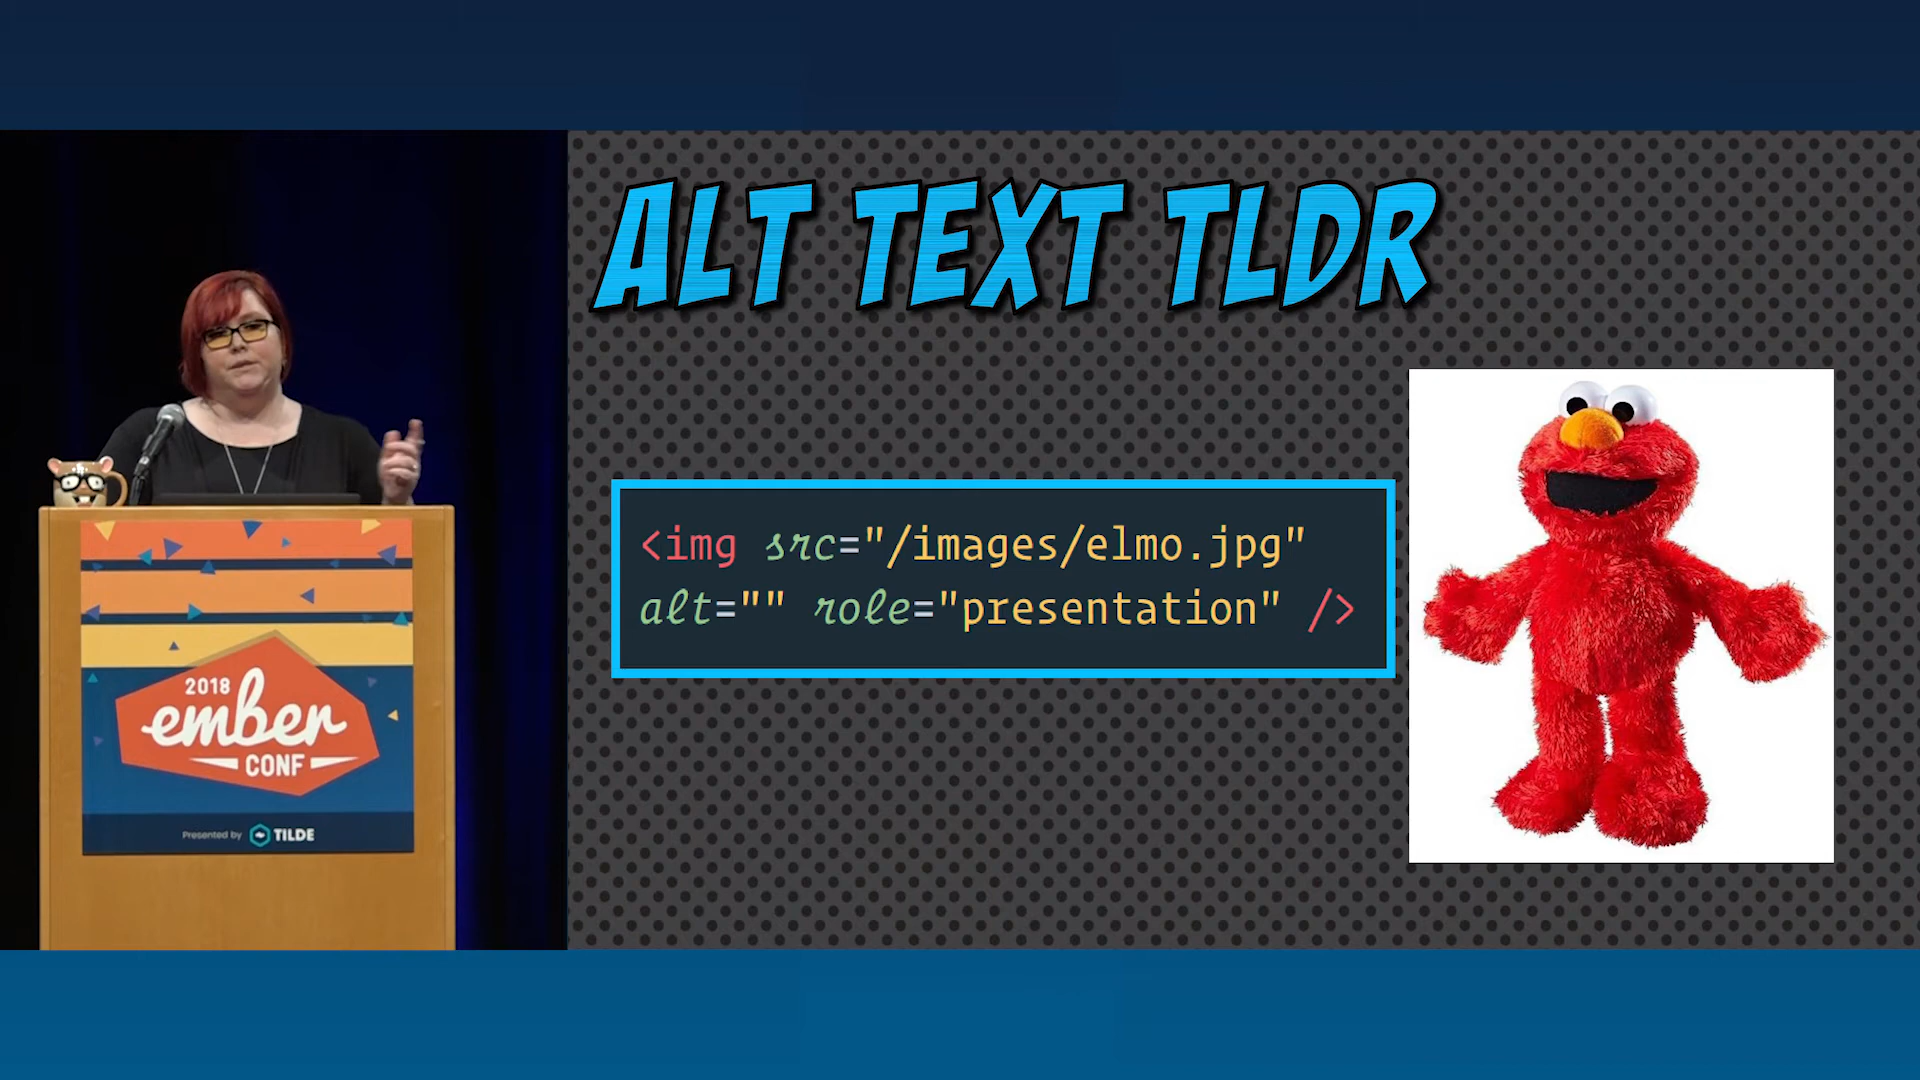 ALT TEXT TLDR
<img src="/images/elmo.jpg"
alt="" role="presentation" />
2018
ember
CONF
Presented by TILDE